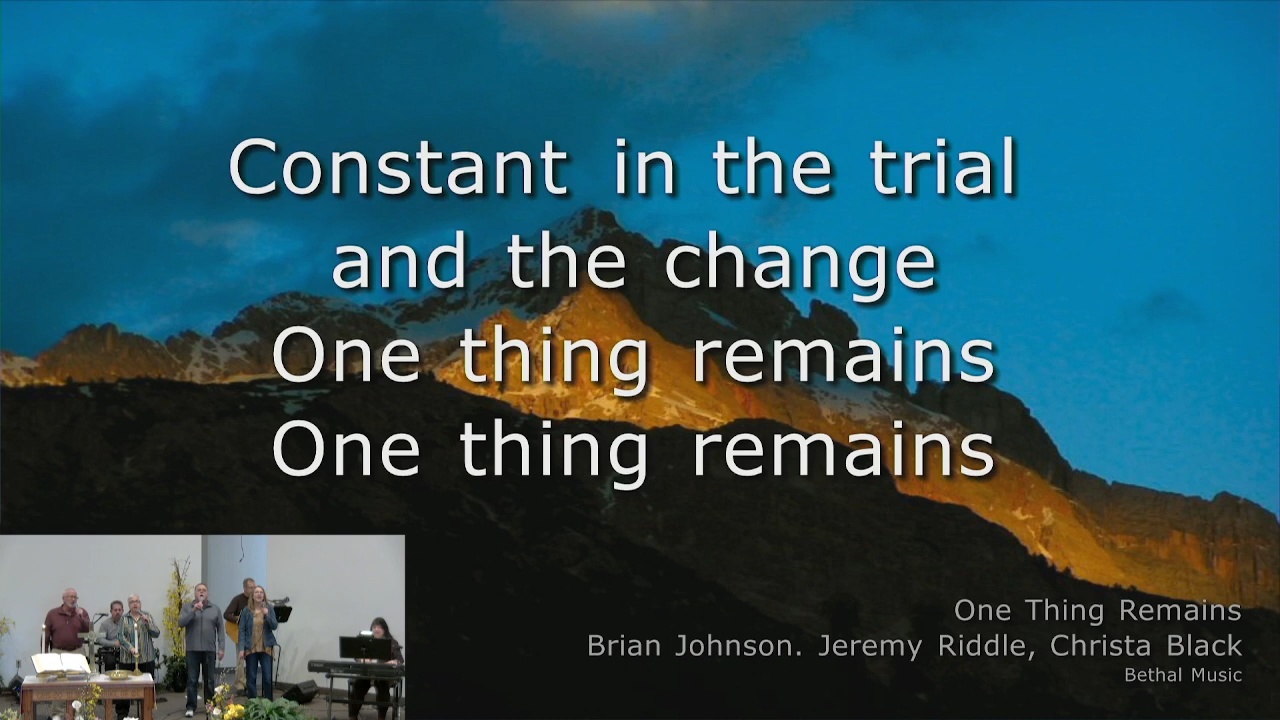 Constant in the trial
and the change
One thing remains
One thing remains
One Thing Remains
Brian Johnson. Jeremy Riddle, Christa Black
Bethal Music